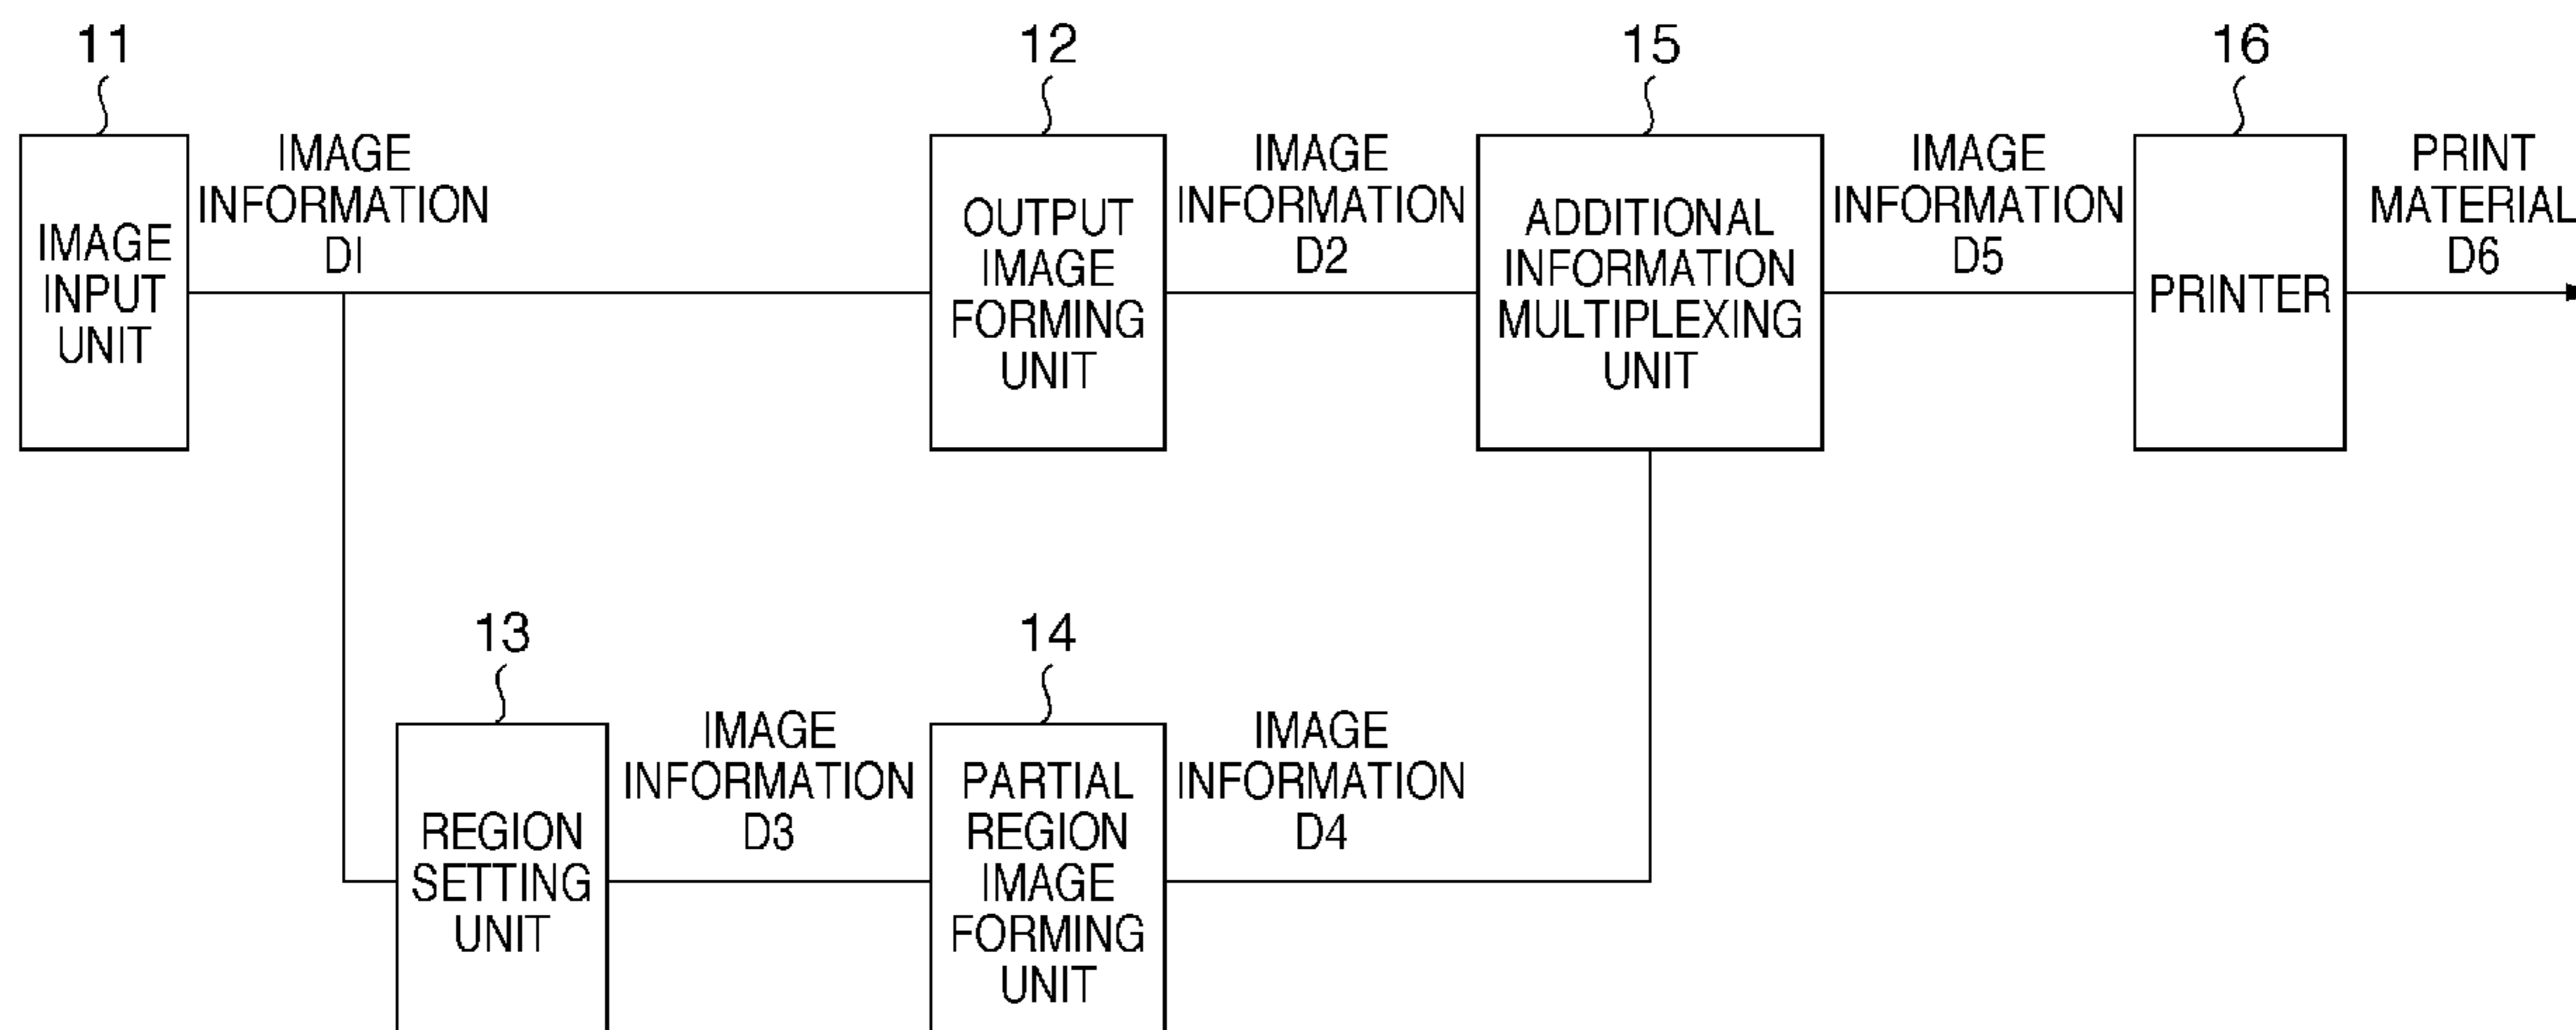 11
12
15
16
IMAGE
INPUT
UNIT
IMAGE
INFORMATION
DI
OUTPUT
IMAGE
FORMING
UNIT
IMAGE
INFORMATION
D2
ADDITIONAL
INFORMATION
MULTIPLEXING
UNIT
IMAGE
INFORMATION
D5
PRINTER
PRINT
MATERIAL
D6
13
14
REGION
SETTING
UNIT
IMAGE
INFORMATION
D3
PARTIAL
REGION
IMAGE
FORMING
UNIT
IMAGE
INFORMATION
D4